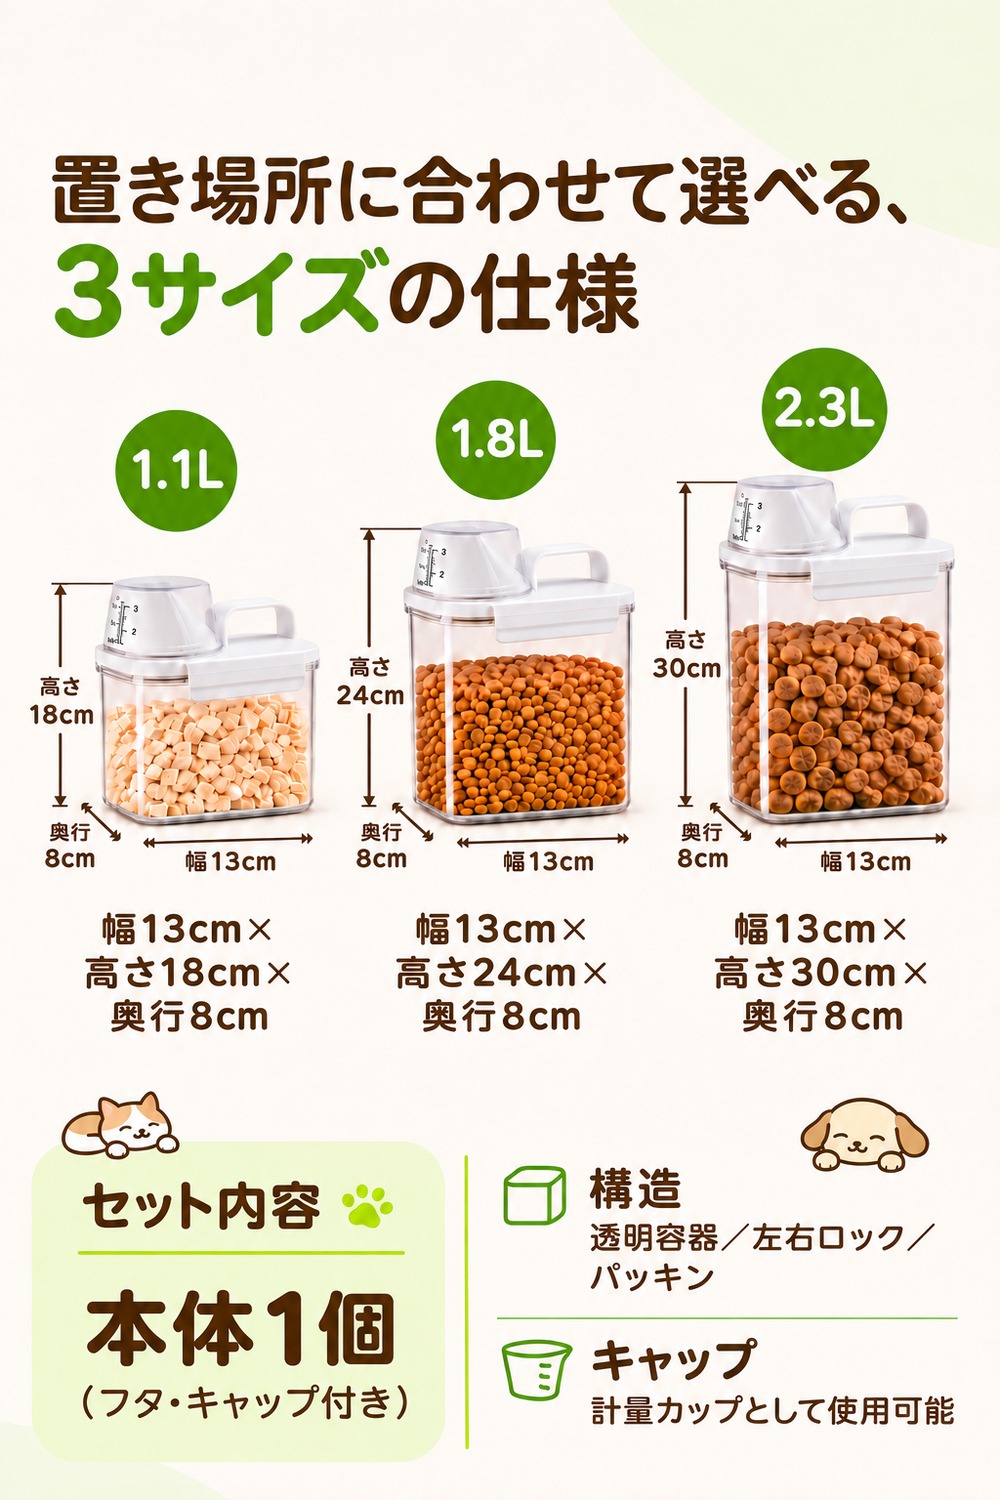 置き場所に合わせて選べる、
3サイズの仕様
1.1L
1.8L
2.3L
3
2
3
2
3
2
高さ
18cm
高さ
24cm
高さ
30cm
奥行
8cm
幅13cm
奥行
8cm
幅13cm
奥行
8cm
幅13cm
幅13cm×
高さ18cm×
奥行8cm
幅13cm×
高さ24cm×
奥行8cm
幅13cm×
高さ30cm×
奥行8cm
セット内容
本体1個
(フタ・キャップ付き)
構造
透明容器／左右ロック／
パッキン
キャップ
計量カップとして使用可能